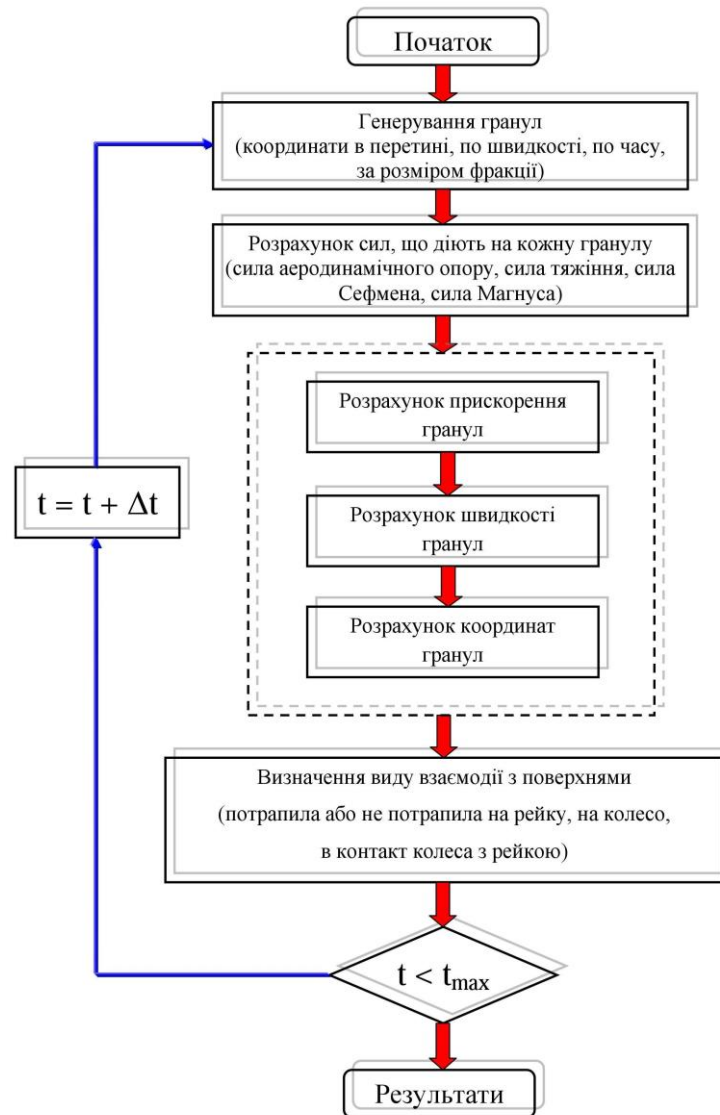 Початок
Генерування гранул
(координати в перетині, по швидкості, по часу,
за розміром фракції)
Розрахунок сил, що діють на кожну гранулу
(сила аеродинамічного опору, сила тяжіння, сила
Сефмена, сила Магнуса)
Розрахунок прискорення
гранул
t = t + Δt
Розрахунок швидкості
гранул
Розрахунок координат
гранул
Визначення виду взаємодії з поверхнями
(потрапила або не потрапила на рейку, на колесо,
в контакт колеса з рейкою)
t < tmax
Результати